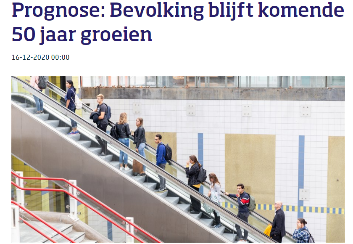 Prognose: Bevolking blijft komende
50 jaar groeien
16-12-2020 00:00